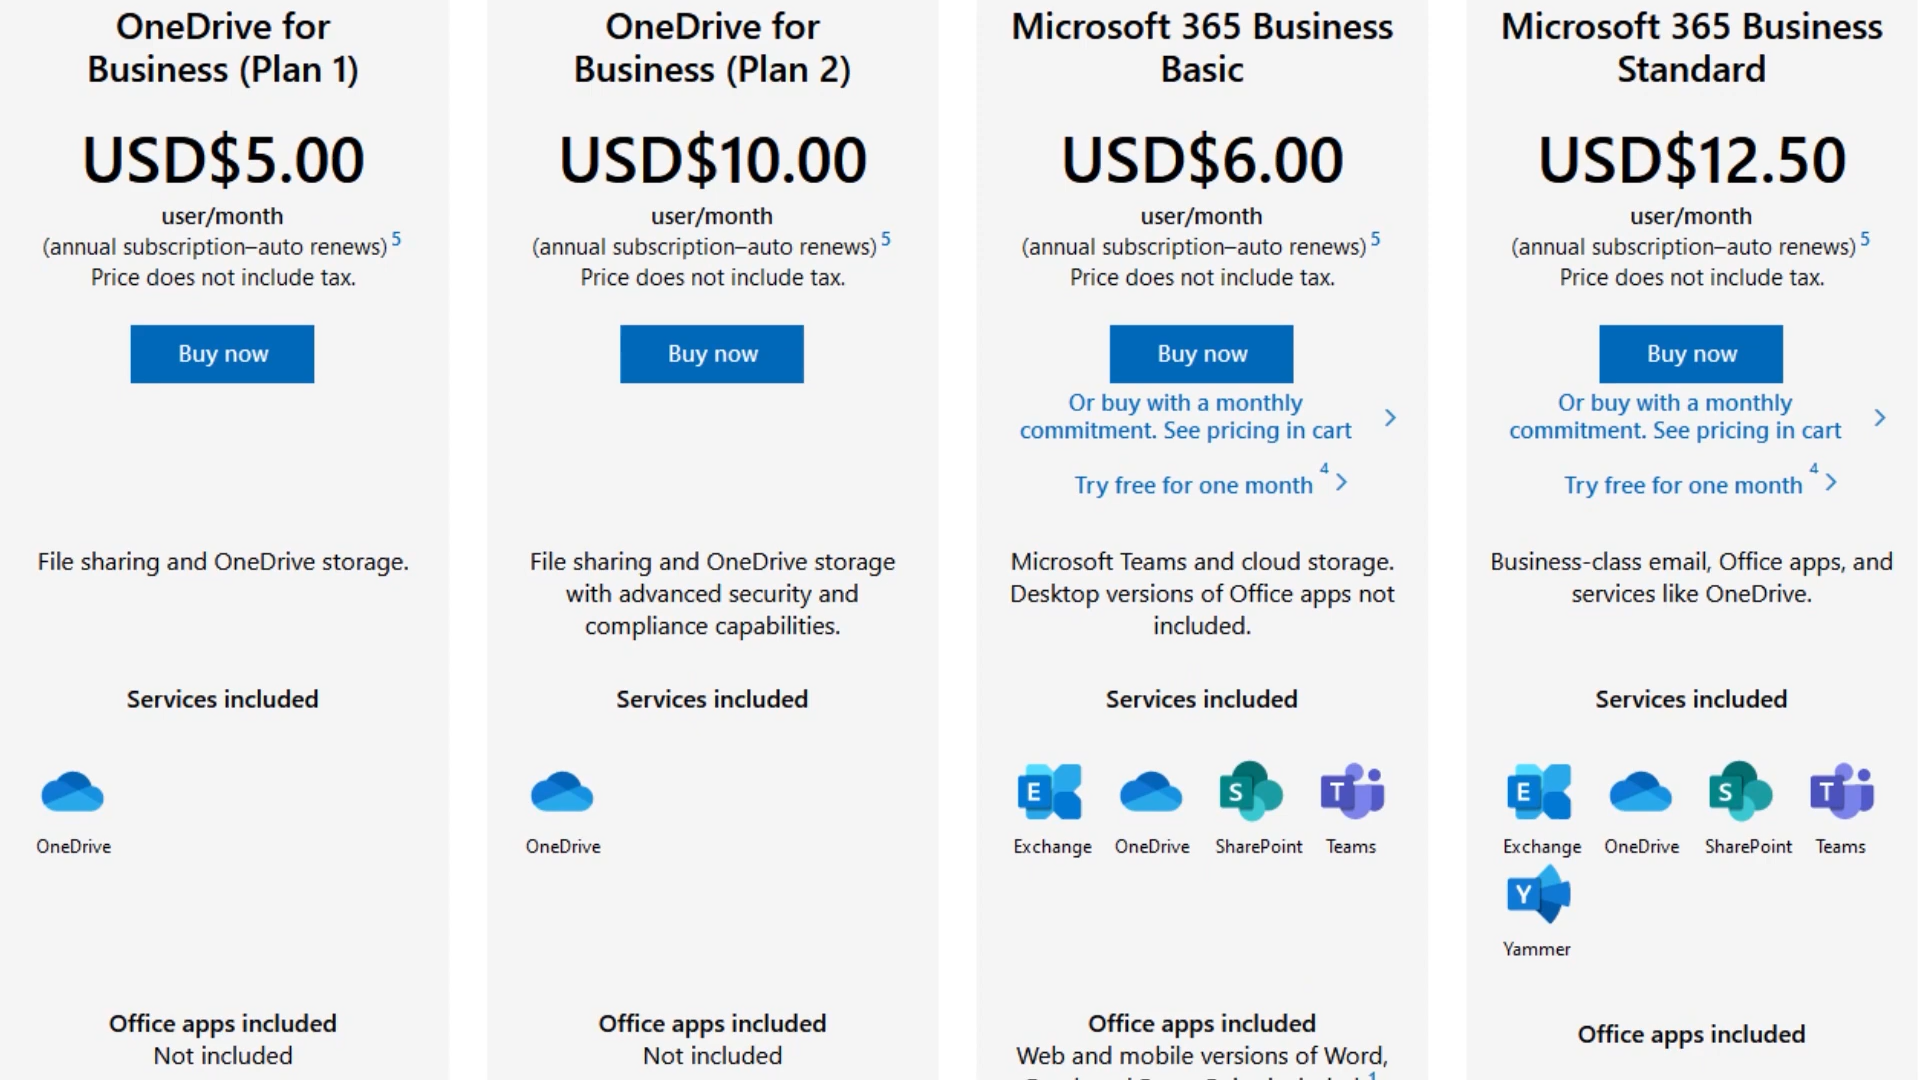 OneDrive for
Business (Plan 1)
USD$5.00
user/month
(annual subscription–auto renews) 5
Price does not include tax.
Buy now
File sharing and OneDrive storage.
Services included
OneDrive
Office apps included
Not included
OneDrive for
Business (Plan 2)
USD$10.00
user/month
(annual subscription–auto renews) 5
Price does not include tax.
Buy now
File sharing and OneDrive storage
with advanced security and
compliance capabilities.
Services included
OneDrive
Office apps included
Not included
Microsoft 365 Business
Basic
USD$6.00
user/month
(annual subscription–auto renews) 5
Price does not include tax.
Buy now
Or buy with a monthly
commitment. See pricing in cart
Try free for one month 4
Microsoft Teams and cloud storage.
Desktop versions of Office apps not
included.
Services included
E S T
Exchange OneDrive SharePoint Teams
Office apps included
Web and mobile versions of Word,
Microsoft 365 Business
Standard
USD$12.50
user/month
(annual subscription–auto renews) 5
Price does not include tax.
Buy now
Or buy with a monthly
commitment. See pricing in cart
Try free for one month 4
Business-class email, Office apps, and
services like OneDrive.
Services included
E S T
Exchange OneDrive SharePoint Teams
Y
Yammer
Office apps included